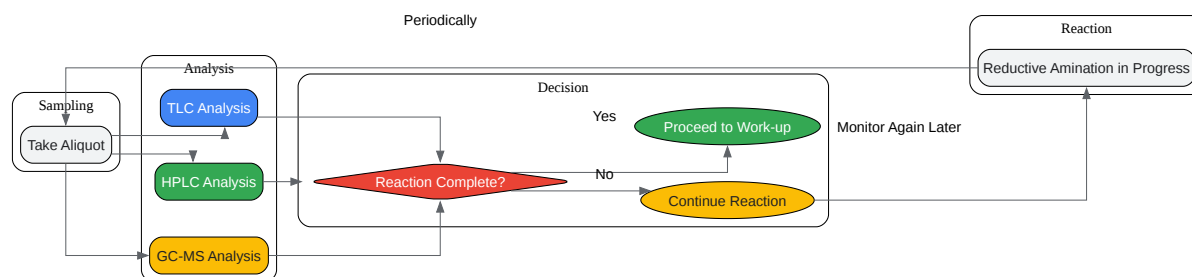 Periodically
Reaction
Reductive Amination in Progress
Analysis
Sampling
TLC Analysis
Take Aliquot
HPLC Analysis
GC-MS Analysis
Decision
Yes
Proceed to Work-up
Monitor Again Later
Reaction Complete?
No
Continue Reaction